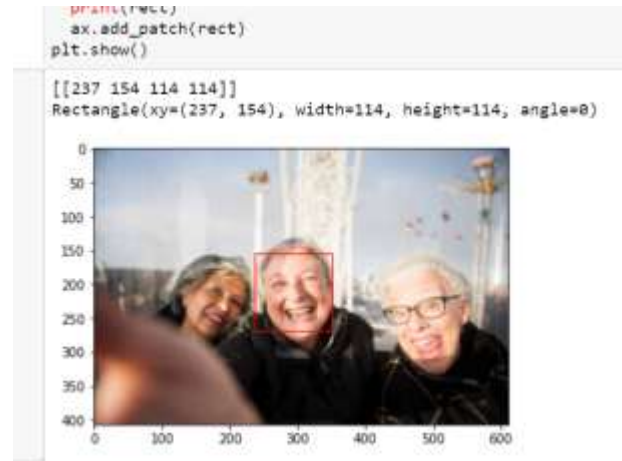 print(rect)
ax.add_patch(rect)
plt.show()
[[237 154 114 114]]
Rectangle(xy=(237, 154), width=114, height=114, angle=0)
0
50
100
150
200
250
300
350
400
0 100 200 300 400 500 600